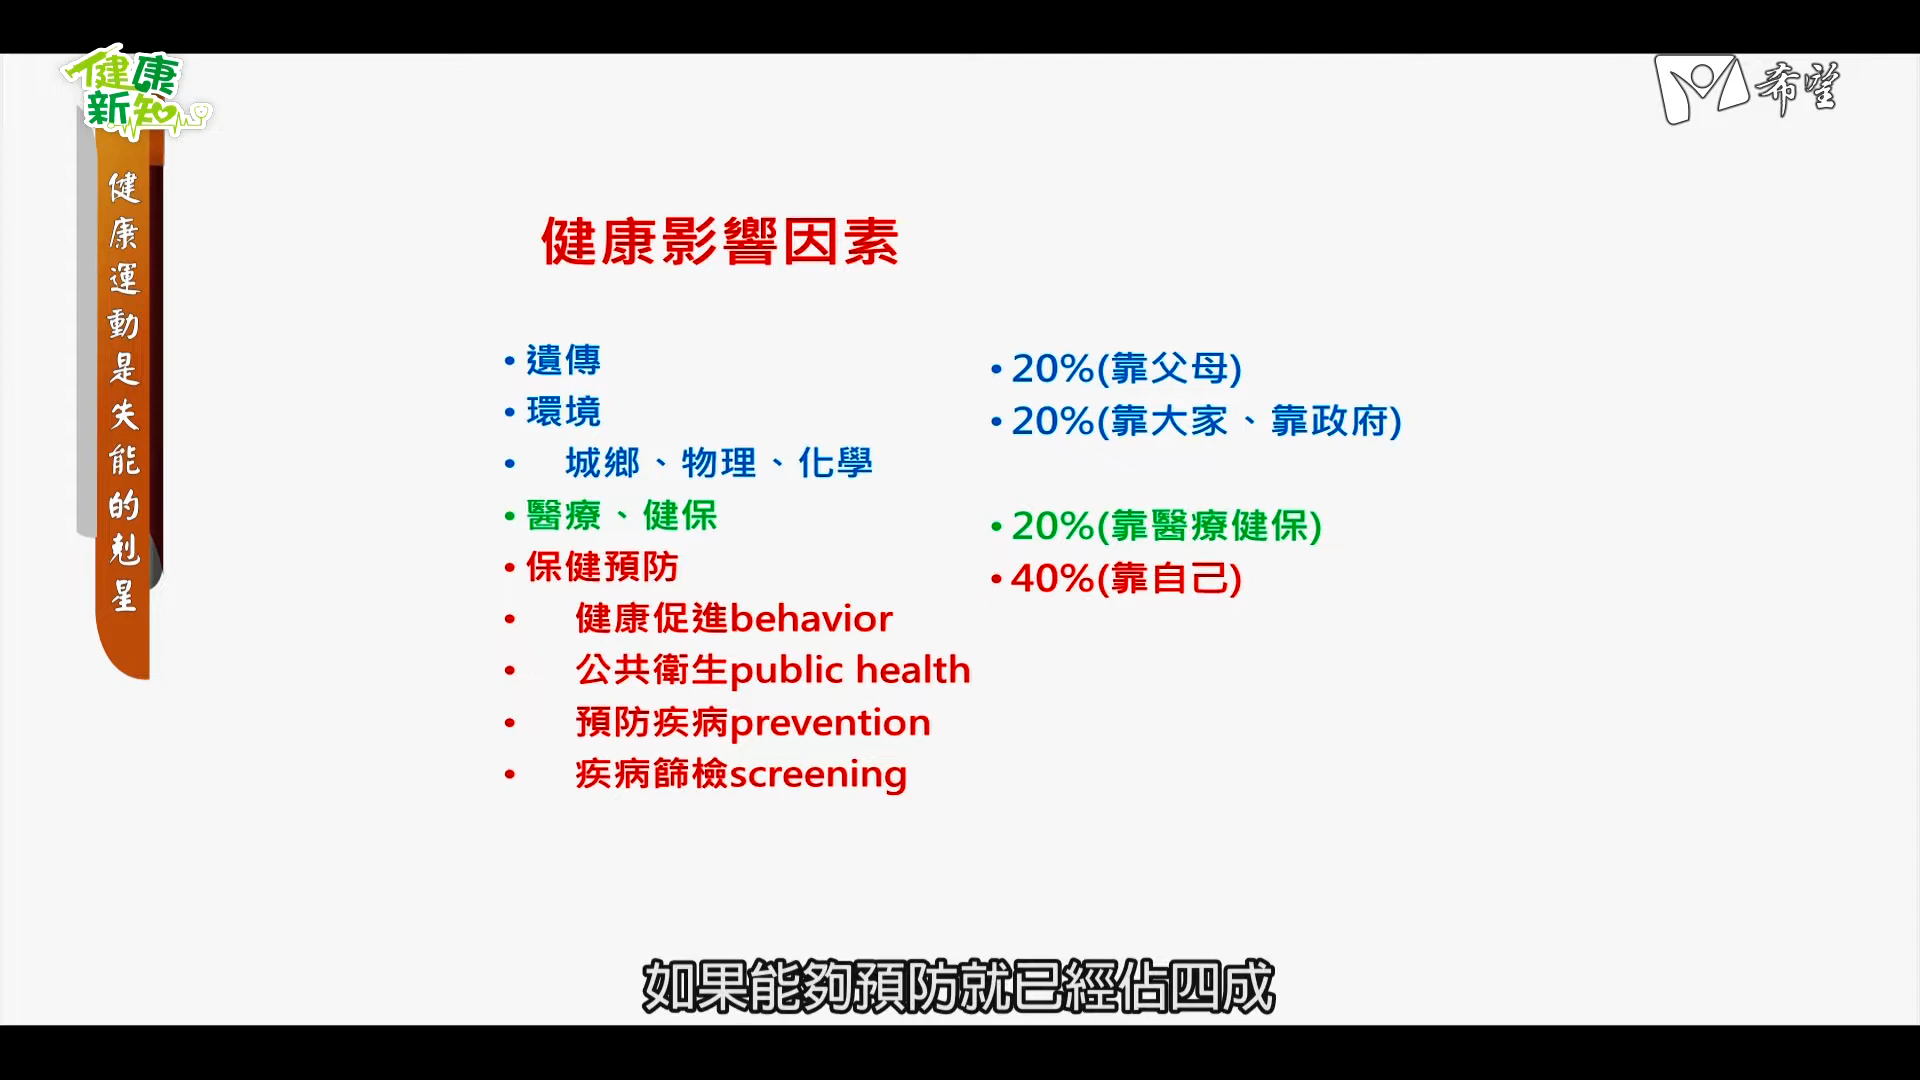 健康
新知
希望
健康運動是失能的剋星
健康影響因素
• 遺傳
• 環境
• 城鄉、物理、化學
• 醫療、健保
• 保健預防
• 健康促進behavior
• 公共衛生public health
• 預防疾病prevention
• 疾病篩檢screening
• 20%(靠父母)
• 20%(靠大家、靠政府)
• 20%(靠醫療健保)
• 40%(靠自己)
如果能夠預防就已經佔四成